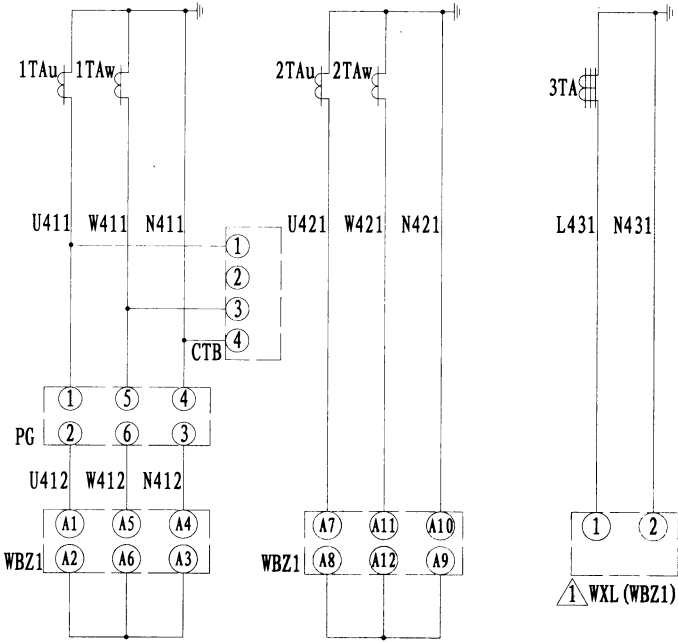 1TAu 1TAw 2TAu 2TAw
3TA
U411 W411 N411 U421 W421 N421 L431 N431
1
2
3
4
CTB
1 5 4
PG 2 6 3
U412 W412 N412
A1 A5 A4 A7 A11 A10 1 2
WBZ1 A2 A6 A3 WBZ1 A8 A12 A9
1 WXL (WBZ1)